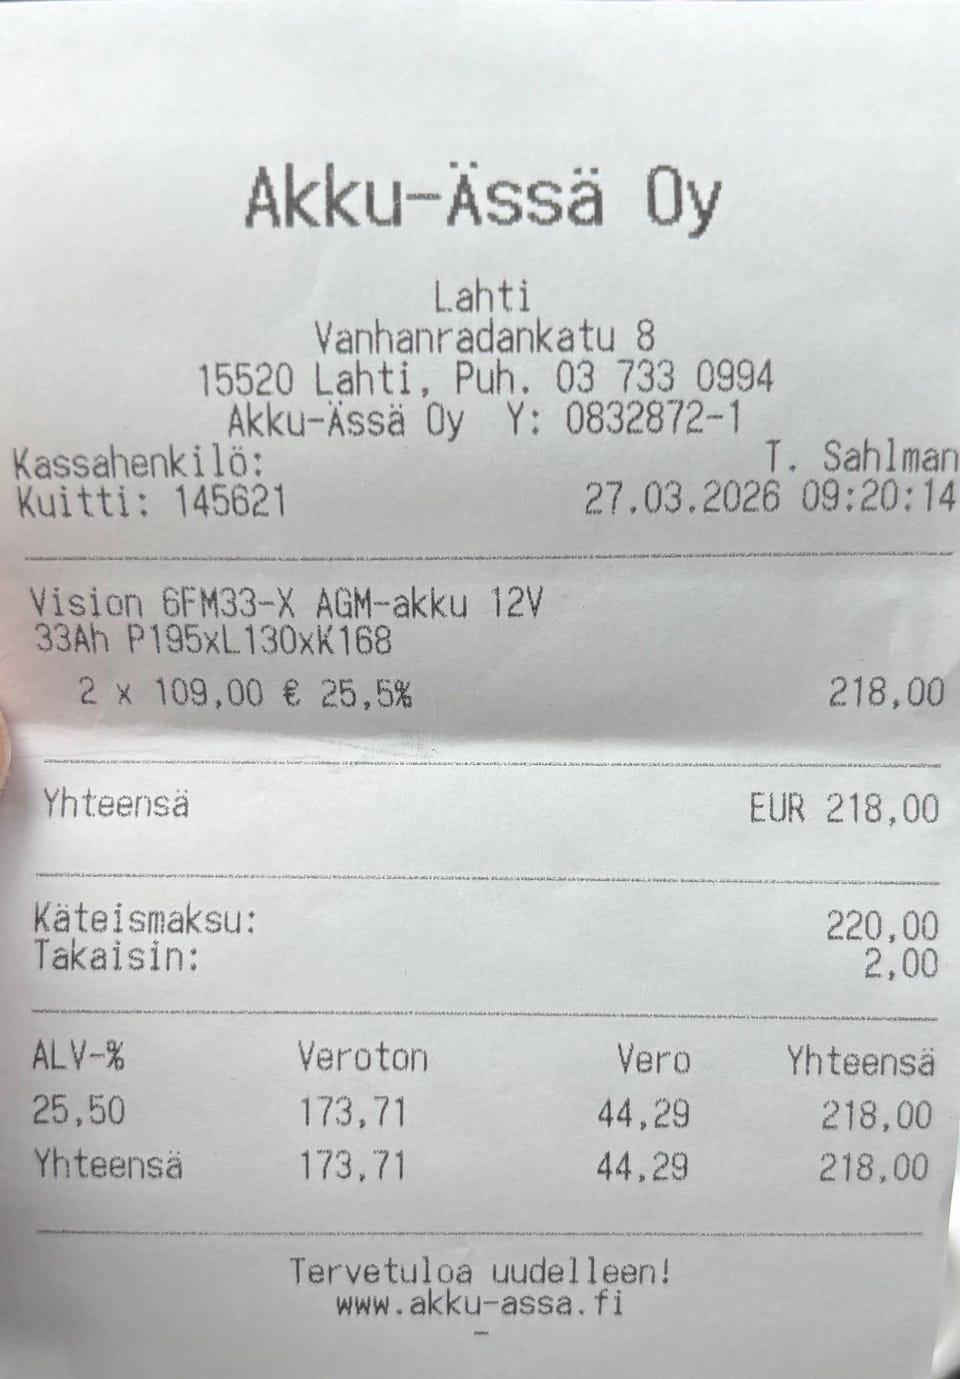 Akku-Ässä Oy
Lahti
Vanhanradankatu 8
15520 Lahti, Puh. 03 733 0994
Akku-Ässä Oy Y: 0832872-1
Kassahenkilö: T. Sahlman
Kuitti: 145621 27.03.2026 09:20:14
Vision 6FM33-X AGM-akku 12V
33Ah P195xL130xK168
2 x 109,00 € 25,5% 218,00
Yhteensä EUR 218,00
Käteismaksu: 220,00
Takaisin: 2,00
ALV-% Veroton Vero Yhteensä
25,50 173,71 44,29 218,00
Yhteensä 173,71 44,29 218,00
Tervetuloa uudelleen!
www.akku-assa.fi
-